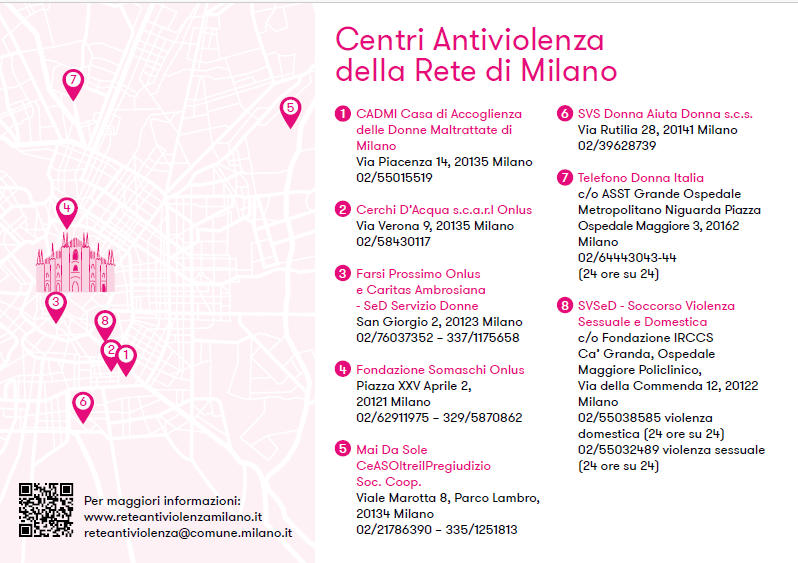 Centri Antiviolenza
della Rete di Milano
1 CADMI Casa di Accoglienza
delle Donne Maltrattate di
Milano
Via Piacenza 14, 20135 Milano
02/55015519
2 Cerchi D'Acqua s.c.a.r.l Onlus
Via Verona 9, 20135 Milano
02/58430117
3 Farsi Prossimo Onlus
e Caritas Ambrosiana
- SeD Servizio Donne
San Giorgio 2, 20123 Milano
02/76037352 – 337/1175658
4 Fondazione Somaschi Onlus
Piazza XXV Aprile 2,
20121 Milano
02/62911975 – 329/5870862
5 Mai Da Sole
CeASOltreilPregiudizio
Soc. Coop.
Viale Marotta 8, Parco Lambro,
20134 Milano
02/21786390 – 335/1251813
6 SVS Donna Aiuta Donna s.c.s.
Via Rutilia 28, 20141 Milano
02/39628739
7 Telefono Donna Italia
c/o ASST Grande Ospedale
Metropolitano Niguarda Piazza
Ospedale Maggiore 3, 20162
Milano
02/64443043-44
(24 ore su 24)
8 SVSeD - Soccorso Violenza
Sessuale e Domestica
c/o Fondazione IRCCS
Ca' Granda, Ospedale
Maggiore Policlinico,
Via della Commenda 12, 20122
Milano
02/55038585 violenza
domestica (24 ore su 24)
02/55032489 violenza sessuale
(24 ore su 24)
7
5
4
3
8
2
1
6
Per maggiori informazioni:
www.reteantiviolenzamilano.it
reteantiviolenza@comune.milano.it